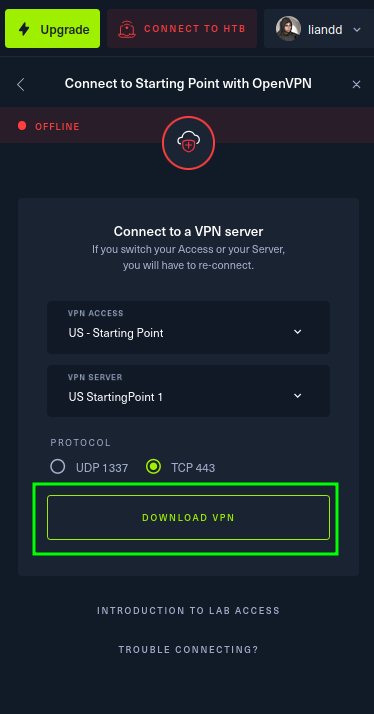 Upgrade
CONNECT TO HTB
liandd
Connect to Starting Point with OpenVPN
OFFLINE
Connect to a VPN server
If you switch your Access or your Server,
you will have to re-connect.
VPN ACCESS
US - Starting Point
VPN SERVER
US StartingPoint 1
PROTOCOL
UDP 1337
TCP 443
DOWNLOAD VPN
INTRODUCTION TO LAB ACCESS
TROUBLE CONNECTING?